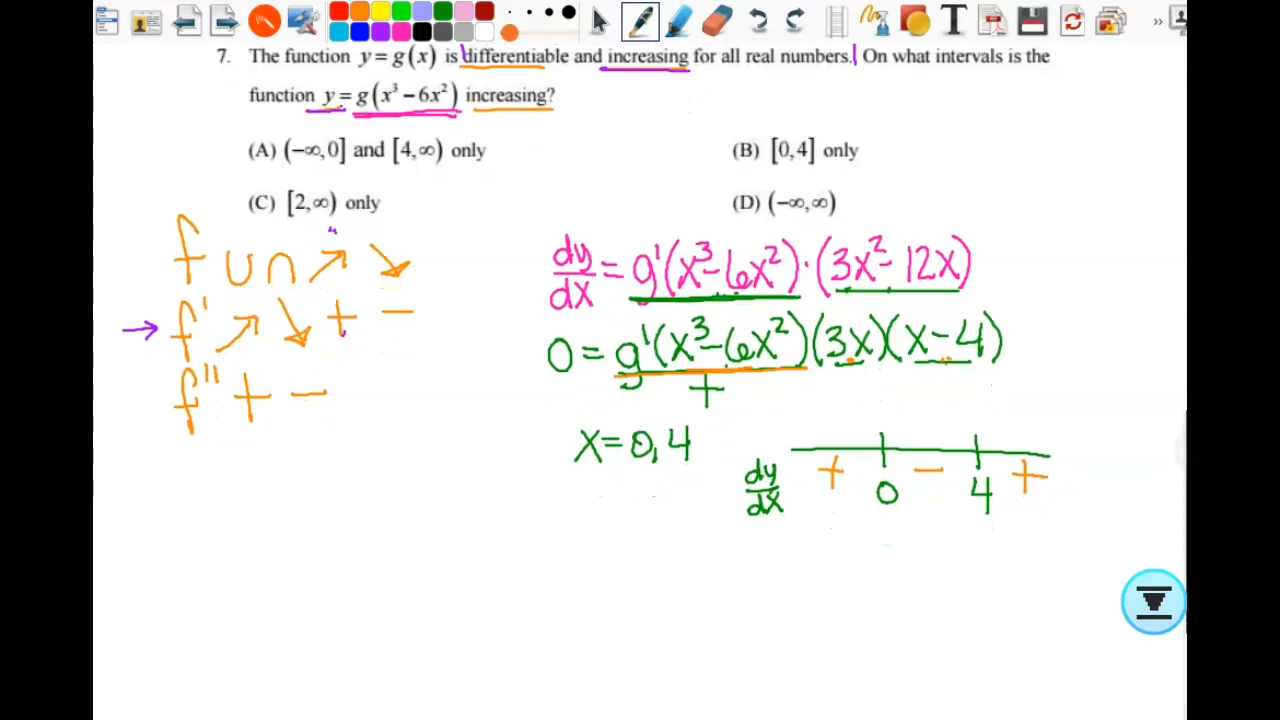 7. The function y = g(x) is differentiable and increasing for all real numbers. On what intervals is the
function y = g(x³ − 6x²) increasing?
(A) (−∞, 0] and [4, ∞) only
(B) [0, 4] only
(C) [2, ∞) only
(D) (−∞, ∞)
f ∪ ∩ ↗ ↘
→ f' ↗ ↘ + −
f'' + −
dy/dx = g'(x³ − 6x²) · (3x² − 12x)
0 = g'(x³ − 6x²)(3x)(x − 4)
+
x = 0, 4
dy/dx + 0 − 4 +